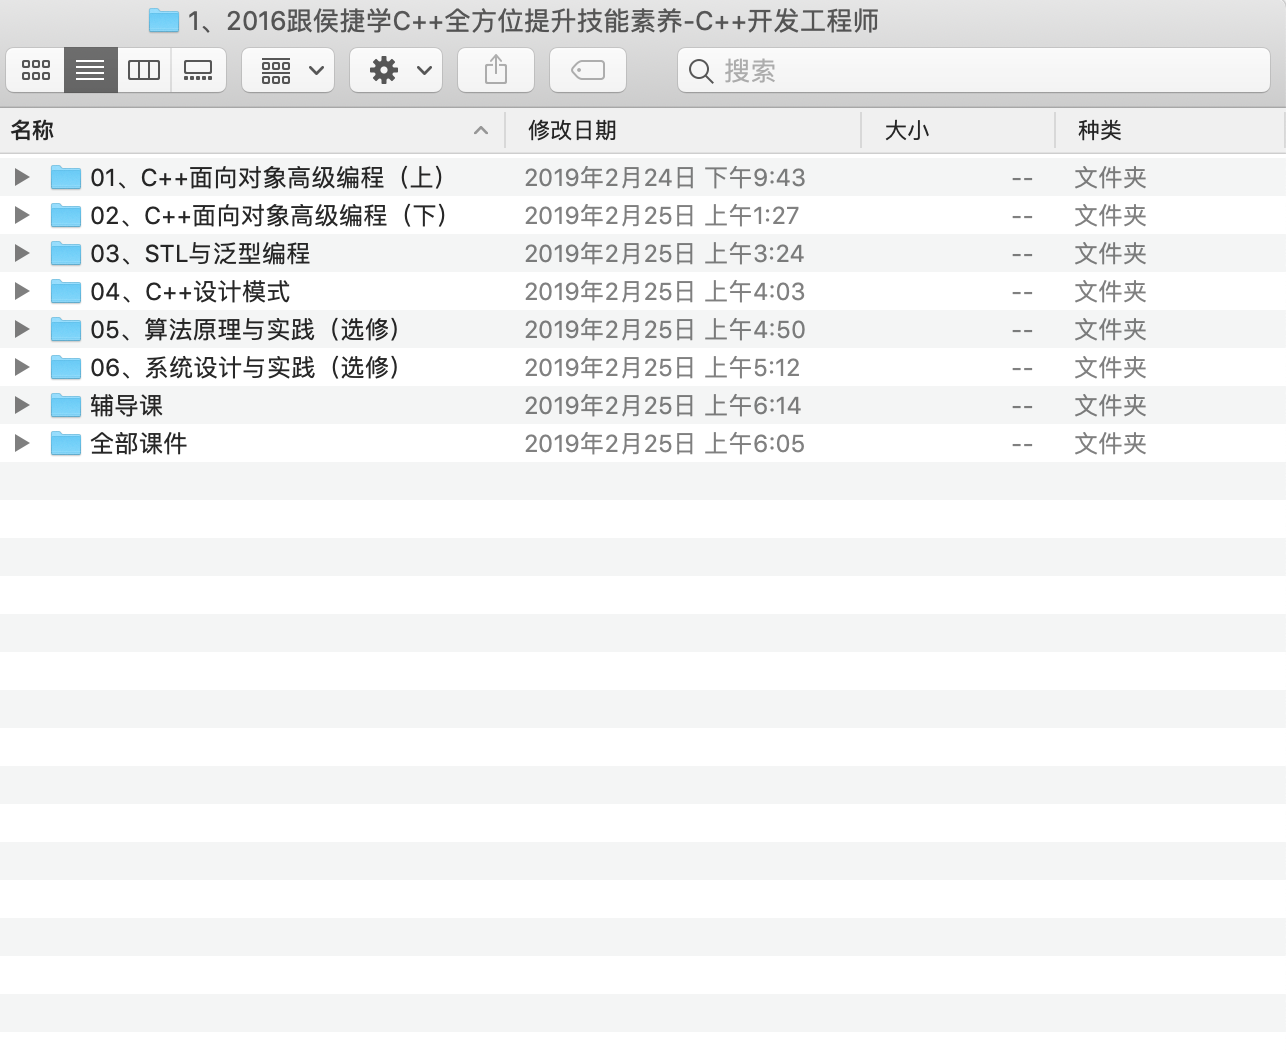 1、2016跟侯捷学C++全方位提升技能素养-C++开发工程师
搜索
名称 修改日期 大小 种类
01、C++面向对象高级编程（上） 2019年2月24日 下午9:43 -- 文件夹
02、C++面向对象高级编程（下） 2019年2月25日 上午1:27 -- 文件夹
03、STL与泛型编程 2019年2月25日 上午3:24 -- 文件夹
04、C++设计模式 2019年2月25日 上午4:03 -- 文件夹
05、算法原理与实践（选修） 2019年2月25日 上午4:50 -- 文件夹
06、系统设计与实践（选修） 2019年2月25日 上午5:12 -- 文件夹
辅导课 2019年2月25日 上午6:14 -- 文件夹
全部课件 2019年2月25日 上午6:05 -- 文件夹